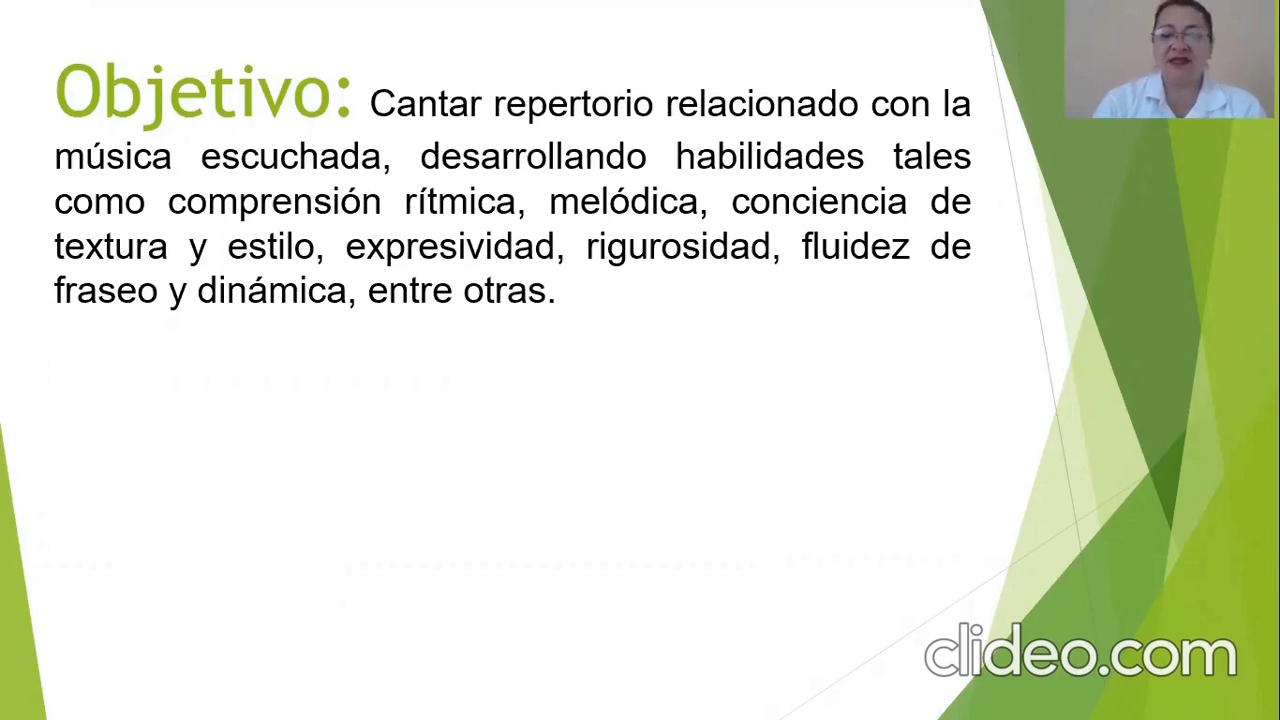 Objetivo: Cantar repertorio relacionado con la
música escuchada, desarrollando habilidades tales
como comprensión rítmica, melódica, conciencia de
textura y estilo, expresividad, rigurosidad, fluidez de
fraseo y dinámica, entre otras.
clideo.com